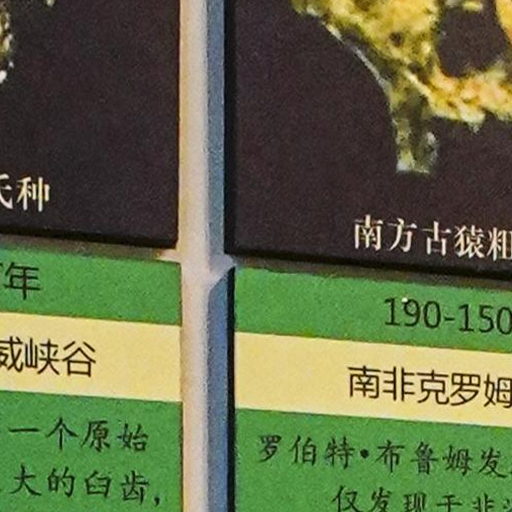 氏种
年
威峡谷
一个原始
大的臼齿，
南方古猿粗
190-150
南非克罗姆
罗伯特•布鲁姆发
仅发现于非